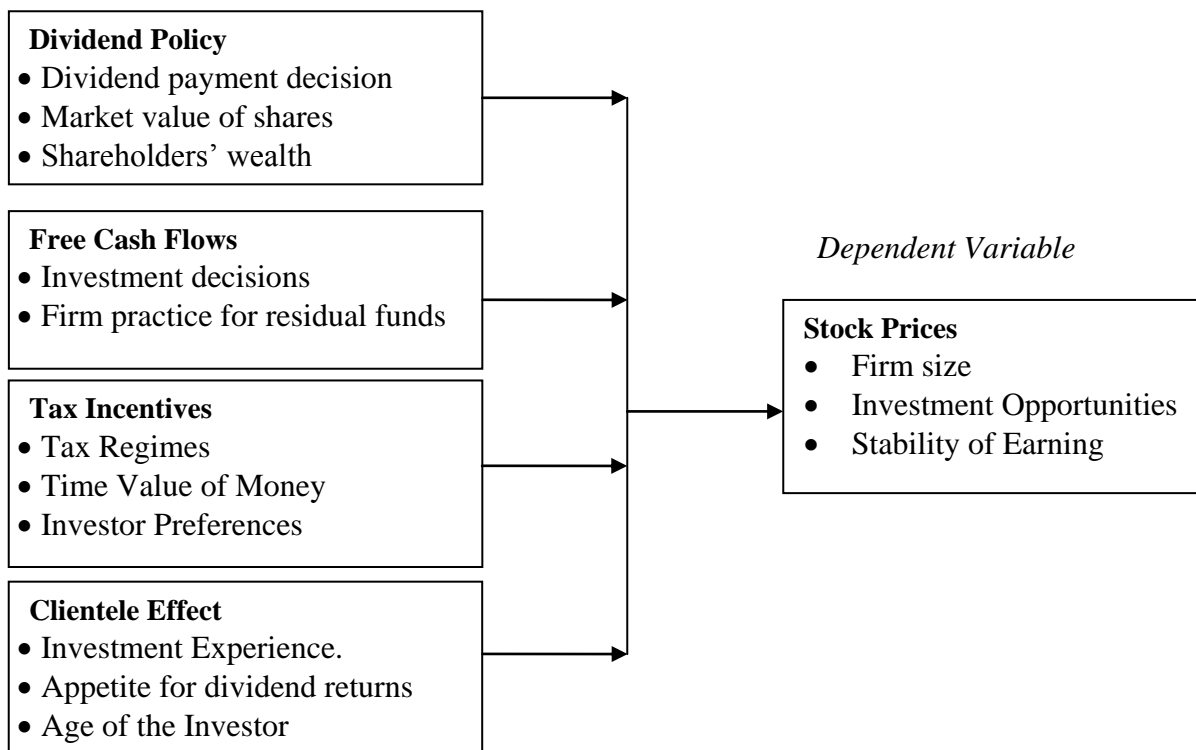 Dividend Policy
• Dividend payment decision
• Market value of shares
• Shareholders’ wealth
Free Cash Flows
• Investment decisions
• Firm practice for residual funds
Tax Incentives
• Tax Regimes
• Time Value of Money
• Investor Preferences
Clientele Effect
• Investment Experience.
• Appetite for dividend returns
• Age of the Investor
Dependent Variable
Stock Prices
• Firm size
• Investment Opportunities
• Stability of Earning